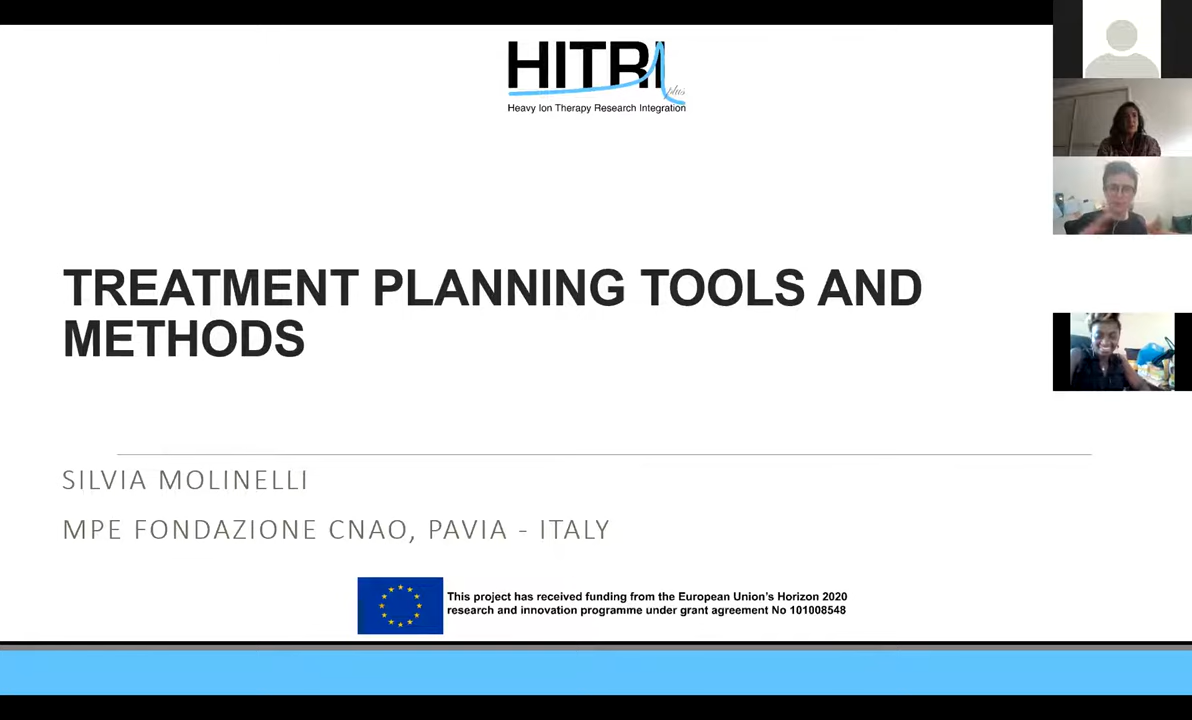 HITRI
plus
Heavy Ion Therapy Research Integration
TREATMENT PLANNING TOOLS AND
METHODS
SILVIA MOLINELLI
MPE FONDAZIONE CNAO, PAVIA - ITALY
This project has received funding from the European Union's Horizon 2020
research and innovation programme under grant agreement No 101008548